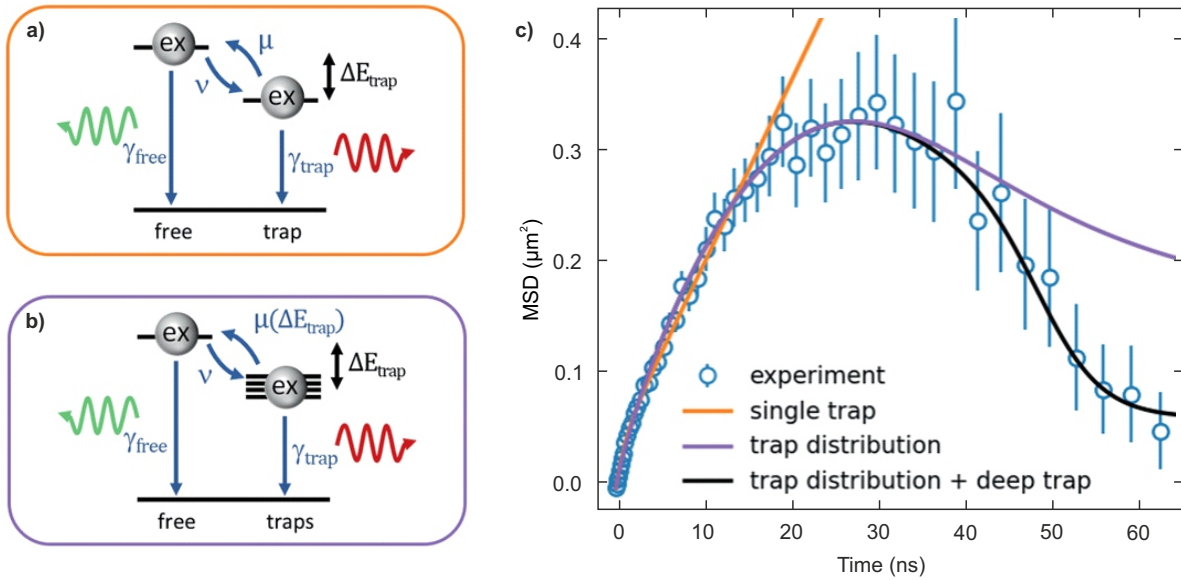 a)
ex
μ
ν
ex
ΔE_trap
γ_free
γ_trap
free
trap
b)
ex
μ(ΔE_trap)
ν
ex
ΔE_trap
γ_free
γ_trap
free
traps
c)
MSD (μm²)
0.4
0.3
0.2
0.1
0.0
experiment
single trap
trap distribution
trap distribution + deep trap
0
10
20
30
40
50
60
Time (ns)